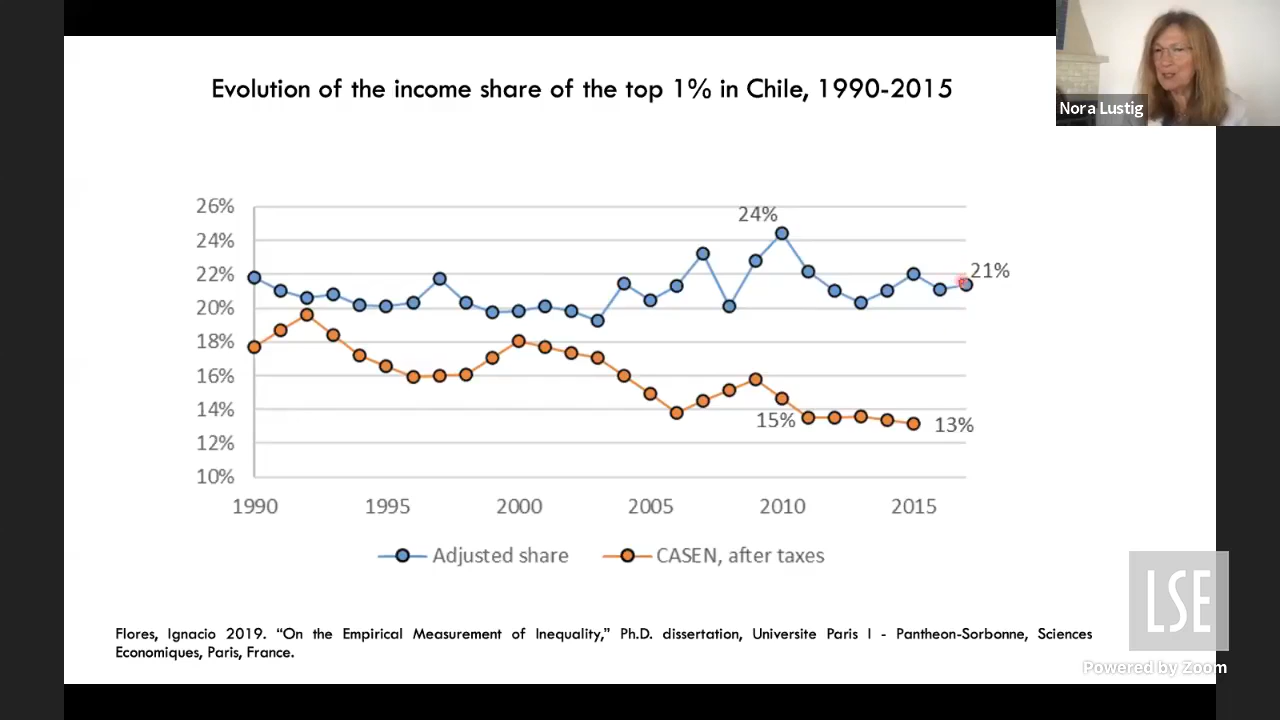 Evolution of the income share of the top 1% in Chile, 1990-2015
Nora Lustig
26%
24%
22%
20%
18%
16%
14%
12%
10%
24%
21%
15%
13%
1990
1995
2000
2005
2010
2015
Adjusted share
CASEN, after taxes
Flores, Ignacio 2019. “On the Empirical Measurement of Inequality,” Ph.D. dissertation, Universite Paris I - Pantheon-Sorbonne, Sciences
Economiques, Paris, France.
LSE
Powered by Zoom